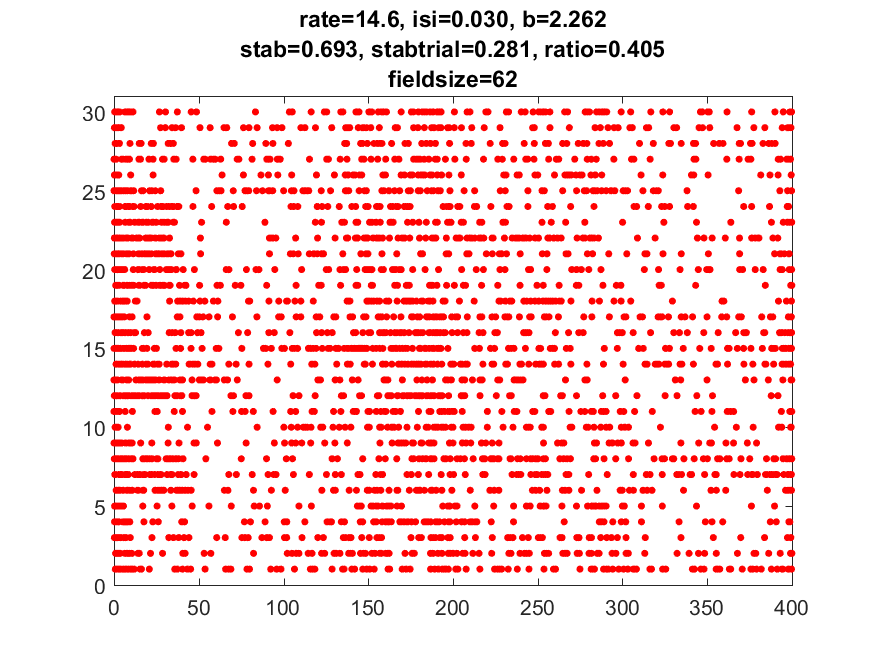 rate=14.6, isi=0.030, b=2.262
stab=0.693, stabtrial=0.281, ratio=0.405
fieldsize=62
30
25
20
15
10
5
0
0 50 100 150 200 250 300 350 400